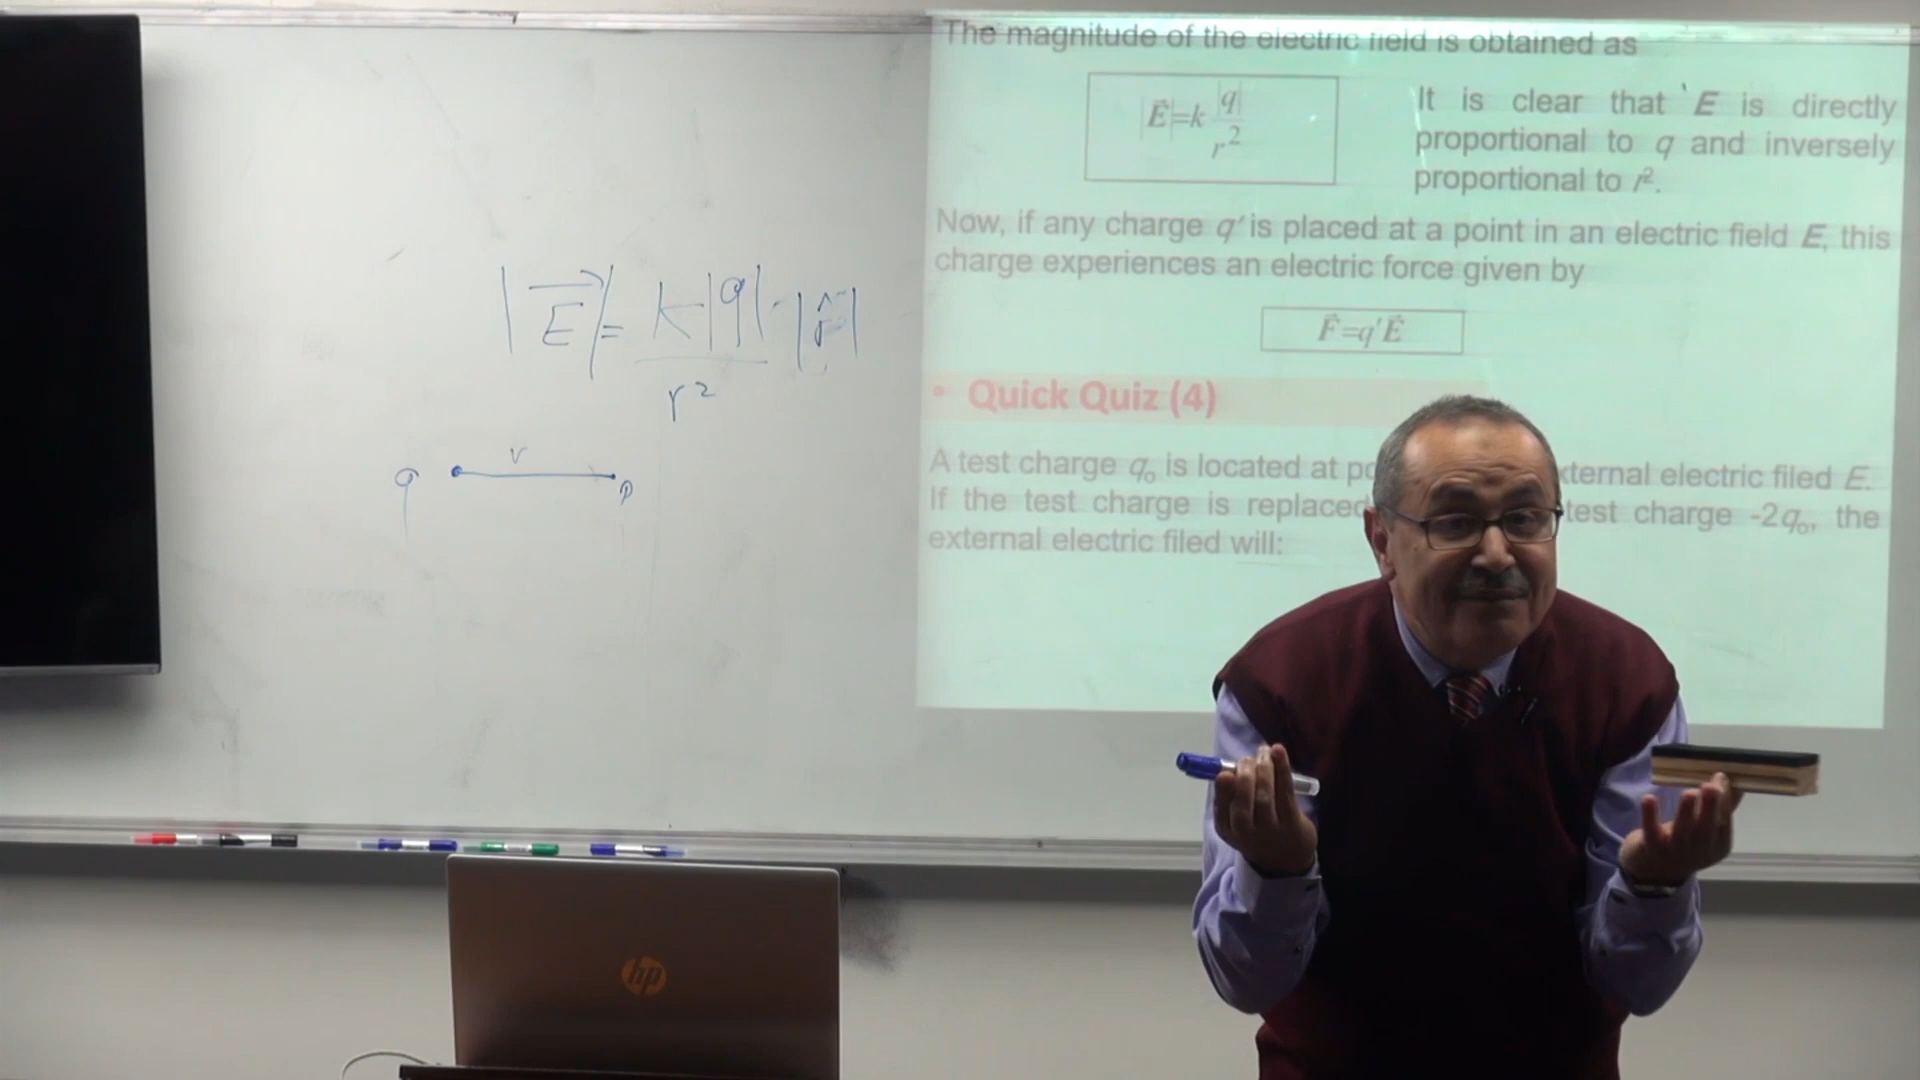 The magnitude of the electric field is obtained as
|E⃗|=k |q| / r²
It is clear that E is directly
proportional to q and inversely
proportional to r².
Now, if any charge q′ is placed at a point in an electric field E, this
charge experiences an electric force given by
F⃗=q′E⃗
• Quick Quiz (4)
A test charge q₀ is located at external electric filed E.
If the test charge is replaced test charge -2q₀, the
external electric filed will:
|E⃗|= k|q| / r² |r̂|
q r p
hp